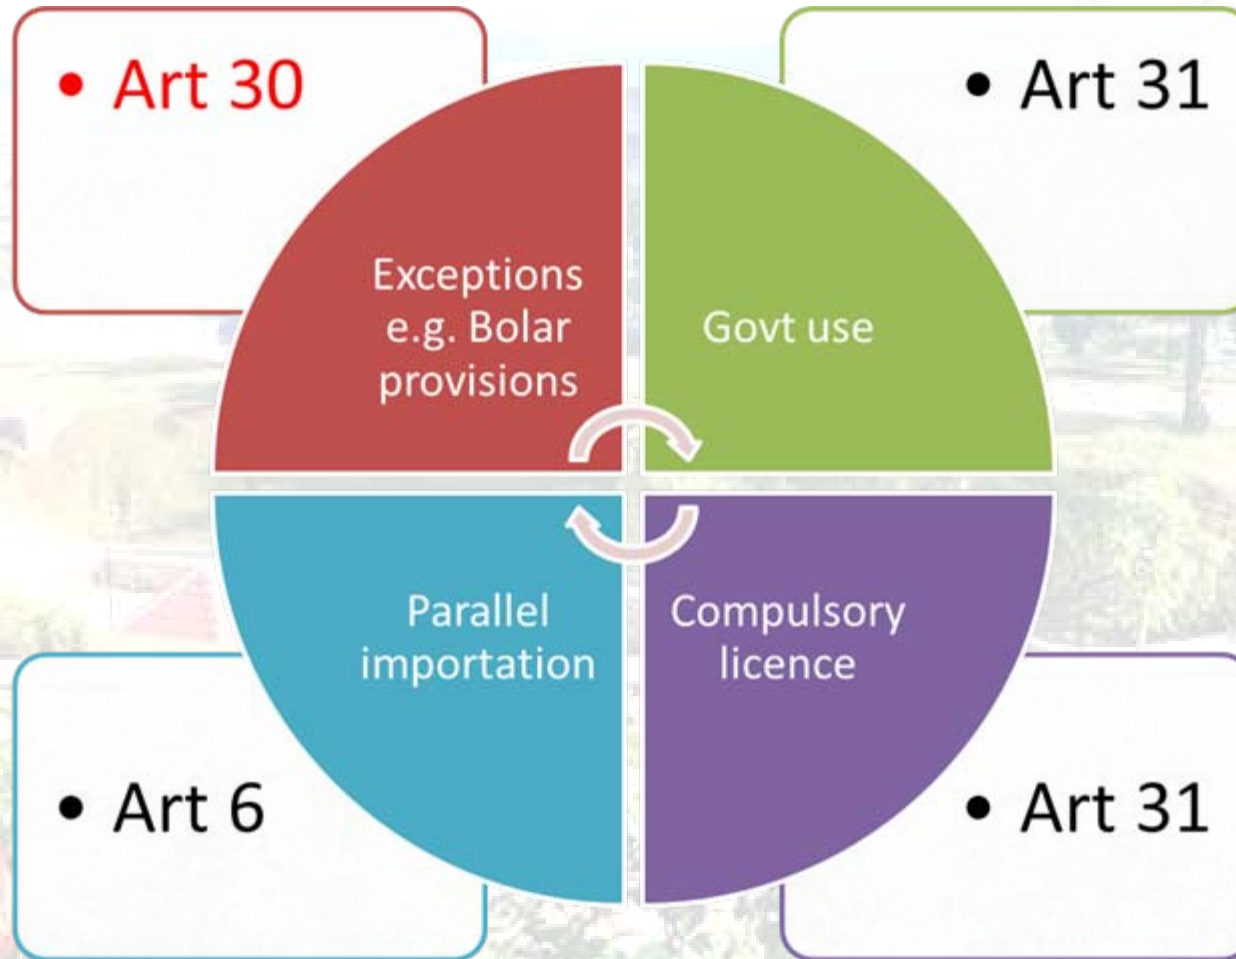 • Art 30
Exceptions
e.g. Bolar
provisions
• Art 31
Govt use
Parallel
importation
• Art 6
Compulsory
licence
• Art 31